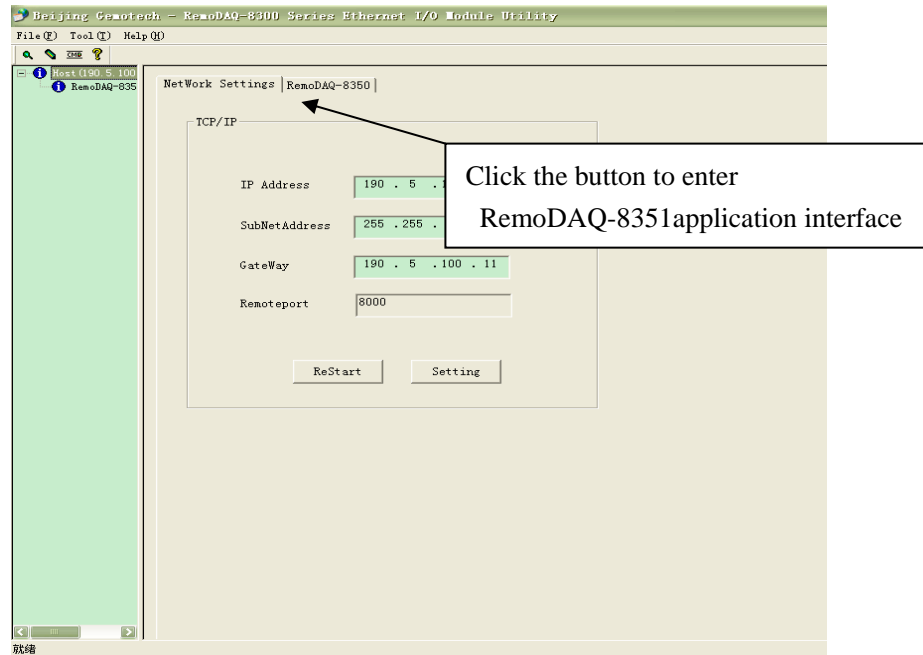 Beijing Gemotech - RemoDAQ-8300 Series Ethernet I/O Module Utility
File(F) Tool(T) Help(H)
CMD
Host(190.5.100
RemoDAQ-835
NetWork Settings RemoDAQ-8350
TCP/IP
Click the button to enter
RemoDAQ-8351application interface
IP Address 190 . 5 .1
SubNetAddress 255 .255 .
GateWay 190 . 5 .100 . 11
Remoteport 8000
ReStart Setting
就绪